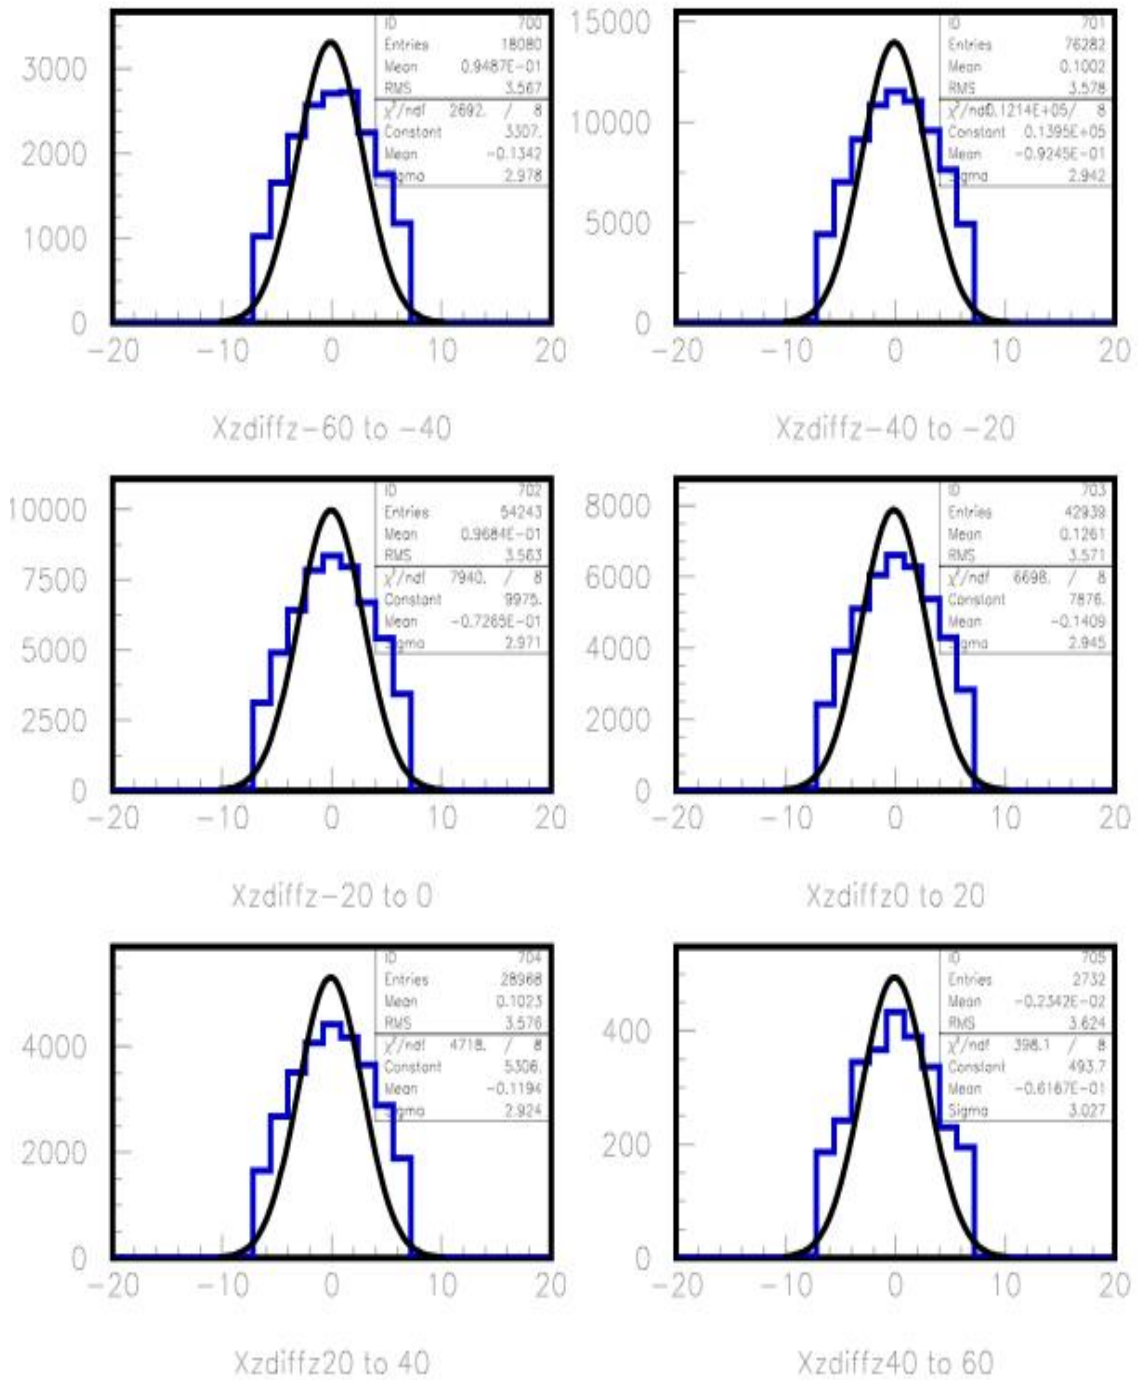 ID 700
Entries 18080
Mean 0.9487E-01
RMS 3.567
χ²/ndf 2692. / 8
Constant 3307.
Mean -0.1342
Sigma 2.978
3000
2000
1000
0
-20 -10 0 10 20
Xzdiffz-60 to -40
ID 701
Entries 76282
Mean 0.1002
RMS 3.578
χ²/ndf 0.1214E+05/ 8
Constant 0.1395E+05
Mean -0.9245E-01
Sigma 2.942
15000
10000
5000
0
-20 -10 0 10 20
Xzdiffz-40 to -20
ID 702
Entries 54243
Mean 0.9684E-01
RMS 3.563
χ²/ndf 7940. / 8
Constant 9975.
Mean -0.7265E-01
Sigma 2.971
10000
7500
5000
2500
0
-20 -10 0 10 20
Xzdiffz-20 to 0
ID 703
Entries 42939
Mean 0.1261
RMS 3.571
χ²/ndf 6698. / 8
Constant 7876.
Mean -0.1409
Sigma 2.945
8000
6000
4000
2000
0
-20 -10 0 10 20
Xzdiffz0 to 20
ID 704
Entries 28968
Mean 0.1023
RMS 3.576
χ²/ndf 4718. / 8
Constant 5306.
Mean -0.1194
Sigma 2.924
4000
2000
0
-20 -10 0 10 20
Xzdiffz20 to 40
ID 705
Entries 2732
Mean -0.2342E-02
RMS 3.624
χ²/ndf 398.1 / 8
Constant 493.7
Mean -0.6167E-01
Sigma 3.027
400
200
0
-20 -10 0 10 20
Xzdiffz40 to 60